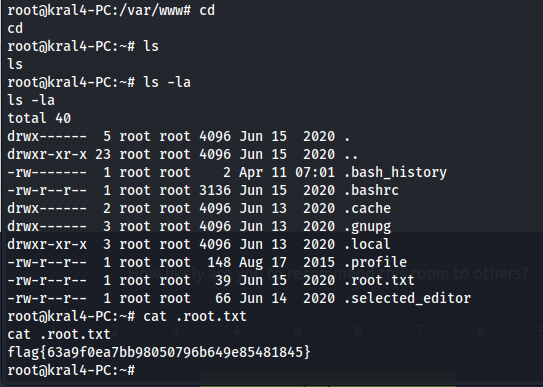 root@kral4-PC:/var/www# cd
cd
root@kral4-PC:~# ls
ls
root@kral4-PC:~# ls -la
ls -la
total 40
drwx------  5 root root 4096 Jun 15  2020 .
drwxr-xr-x 23 root root 4096 Jun 15  2020 ..
-rw-------  1 root root    2 Apr 11 07:01 .bash_history
-rw-r--r--  1 root root 3136 Jun 15  2020 .bashrc
drwx------  2 root root 4096 Jun 13  2020 .cache
drwx------  3 root root 4096 Jun 13  2020 .gnupg
drwxr-xr-x  3 root root 4096 Jun 13  2020 .local
-rw-r--r--  1 root root  148 Aug 17  2015 .profile
-rw-r--r--  1 root root   39 Jun 15  2020 .root.txt
-rw-r--r--  1 root root   66 Jun 14  2020 .selected_editor
root@kral4-PC:~# cat .root.txt
cat .root.txt
flag{63a9f0ea7bb98050796b649e85481845}
root@kral4-PC:~#